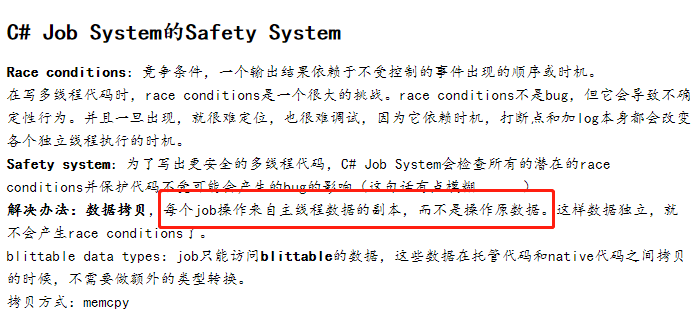 C# Job System的Safety System
Race conditions: 竞争条件，一个输出结果依赖于不受控制的事件出现的顺序或时机。
在写多线程代码时，race conditions是一个很大的挑战。race conditions不是bug，但它会导致不确
定性行为。并且一旦出现，就很难定位，也很难调试，因为它依赖时机，打断点和加log本身都会改变
各个独立线程执行的时机。
Safety system: 为了写出更安全的多线程代码，C# Job System会检查所有的潜在的race
conditions并保护代码不受可能会产生的bug的影响（这句话有点模糊......）
解决办法：数据拷贝，每个job操作来自主线程数据的副本，而不是操作原数据。这样数据独立，就
不会产生race conditions了。
blittable data types: job只能访问blittable的数据，这些数据在托管代码和native代码之间拷贝
的时候，不需要做额外的类型转换。
拷贝方式：memcpy